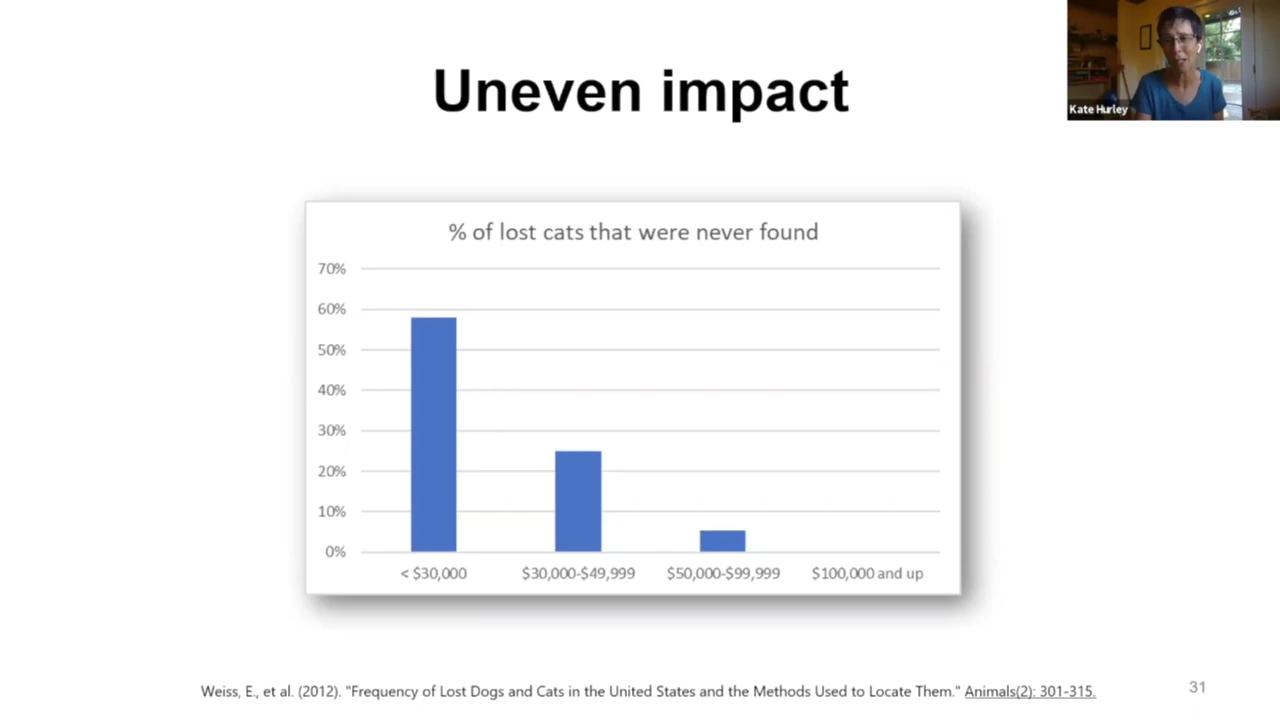 Uneven impact
Kate Hurley
% of lost cats that were never found
70%
60%
50%
40%
30%
20%
10%
0%
< $30,000 $30,000-$49,999 $50,000-$99,999 $100,000 and up
Weiss, E., et al. (2012). "Frequency of Lost Dogs and Cats in the United States and the Methods Used to Locate Them." Animals(2): 301-315.
31